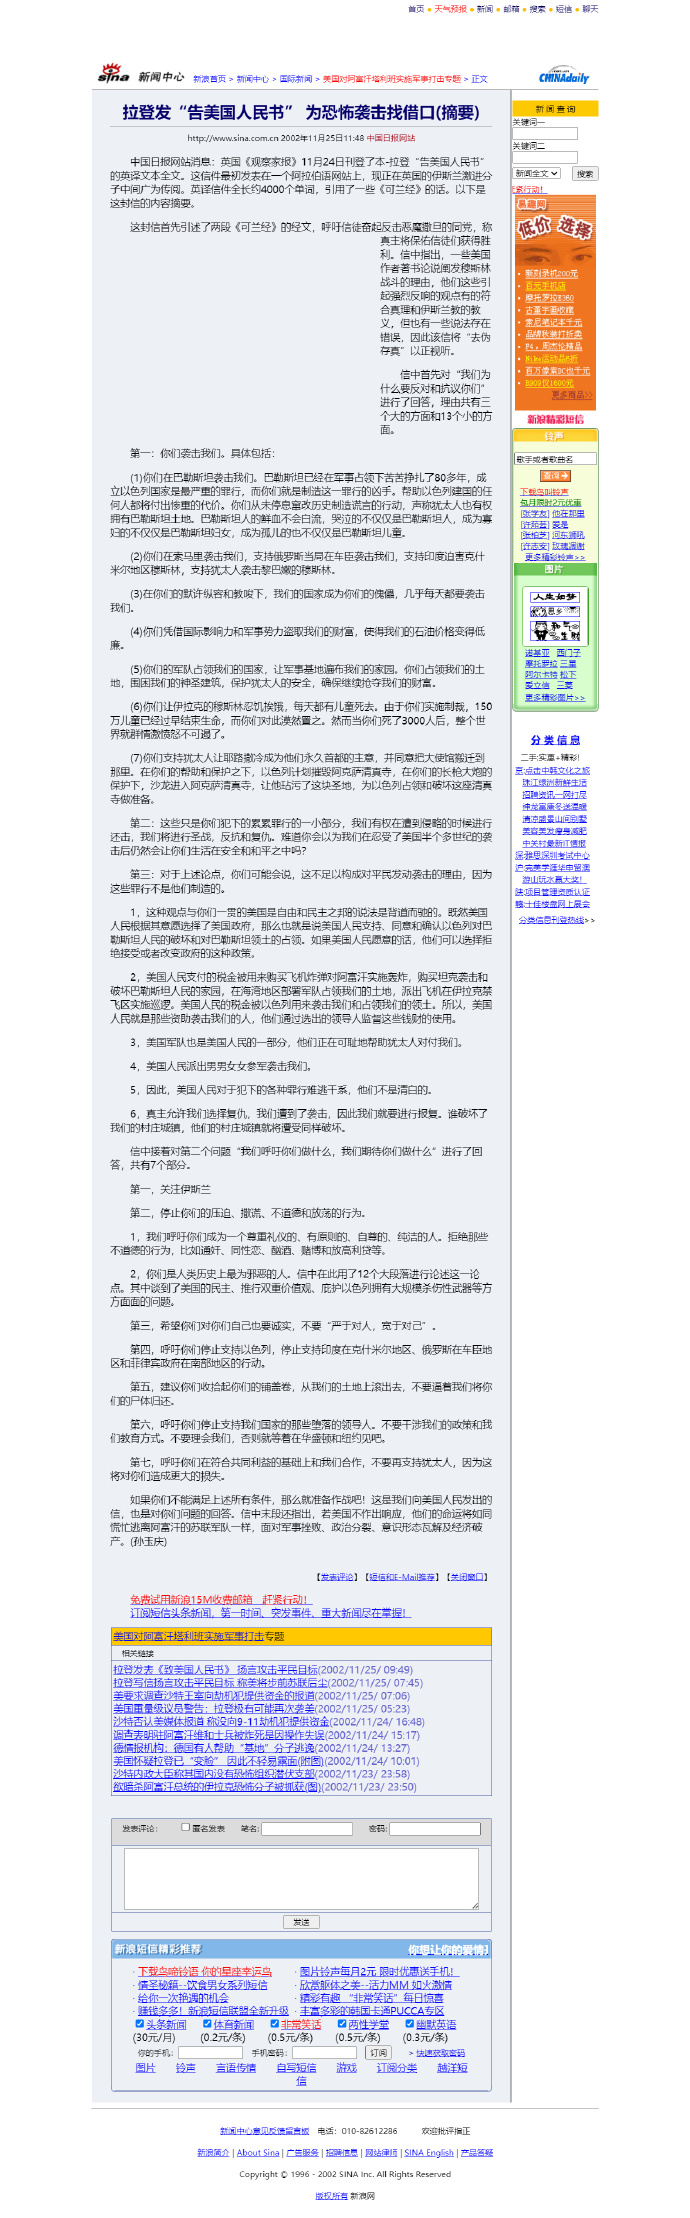 首页 ● 天气预报 ● 新闻 ● 邮箱 ● 搜索 ● 短信 ● 聊天
sina 新闻中心 新浪首页 > 新闻中心 > 国际新闻 > 美国对阿富汗塔利班实施军事打击专题 > 正文
CHINAdaily
拉登发“告美国人民书” 为恐怖袭击找借口(摘要)
http://www.sina.com.cn 2002年11月25日11:48 中国日报网站
中国日报网站消息：英国《观察家报》11月24日刊登了本-拉登“告美国人民书”
的英译文本全文。这信件最初发表在一个阿拉伯语网站上，现正在英国的伊斯兰激进分
子中间广为传阅。英译信件全长约4000个单词，引用了一些《可兰经》的话。以下是
这封信的内容摘要。
这封信首先引述了两段《可兰经》的经文，呼吁信徒奋起反击恶魔撒旦的同党，称
真主将保佑信徒们获得胜
利。信中指出，一些美国
作者著书论说阐发穆斯林
战斗的理由，他们这些引
起强烈反响的观点有的符
合真理和伊斯兰教的教
义，但也有一些说法存在
错误，因此该信将“去伪
存真”以正视听。
信中首先对“我们为
什么要反对和抗议你们”
进行了回答，理由共有三
个大的方面和13个小的方
面。
第一：你们袭击我们。具体包括：
(1)你们在巴勒斯坦袭击我们。巴勒斯坦已经在军事占领下苦苦挣扎了80多年，成
立以色列国家是最严重的罪行，而你们就是制造这一罪行的凶手。帮助以色列建国的任
何人都将付出惨重的代价。你们从未停息窜改历史制造谎言的行动，声称犹太人也有权
拥有巴勒斯坦土地。巴勒斯坦人的鲜血不会白流，哭泣的不仅仅是巴勒斯坦人，成为寡
妇的不仅仅是巴勒斯坦妇女，成为孤儿的也不仅仅是巴勒斯坦儿童。
(2)你们在索马里袭击我们，支持俄罗斯当局在车臣袭击我们，支持印度迫害克什
米尔地区穆斯林，支持犹太人袭击黎巴嫩的穆斯林。
(3)在你们的默许纵容和教唆下，我们的国家成为你们的傀儡，几乎每天都要袭击
我们。
(4)你们凭借国际影响力和军事势力盗取我们的财富，使得我们的石油价格变得低
廉。
(5)你们的军队占领我们的国家，让军事基地遍布我们的家园。你们占领我们的土
地，围困我们的神圣建筑，保护犹太人的安全，确保继续抢夺我们的财富。
(6)你们让伊拉克的穆斯林忍饥挨饿，每天都有儿童死去。由于你们实施制裁，150
万儿童已经过早结束生命，而你们对此漠然置之。然而当你们死了3000人后，整个世
界就群情激愤怒不可遏了。
(7)你们支持犹太人让耶路撒冷成为他们永久首都的主意，并同意把大使馆搬迁到
那里。在你们的帮助和保护之下，以色列计划摧毁阿克萨清真寺，在你们的长枪大炮的
保护下，沙龙进入阿克萨清真寺，让他玷污了这块圣地，为以色列占领和破坏这座清真
寺做准备。
第二：这些只是你们犯下的累累罪行的一小部分，我们有权在遭到侵略的时候进行
还击，我们将进行圣战，反抗和复仇。难道你会以为我们在忍受了美国半个多世纪的袭
击后仍然会让你们生活在安全和和平之中吗？
第三：对于上述论点，你们可能会说，这不足以构成对平民发动袭击的理由，因为
这些罪行不是他们制造的。
1，这种观点与你们一贯的美国是自由和民主之邦的说法是背道而驰的。既然美国
人民根据其意愿选择了美国政府，那么也就是说美国人民支持、同意和确认以色列对巴
勒斯坦人民的破坏和对巴勒斯坦领土的占领。如果美国人民愿意的话，他们可以选择拒
绝接受或者改变政府的这种政策。
2，美国人民支付的税金被用来购买飞机炸弹对阿富汗实施轰炸，购买坦克袭击和
破坏巴勒斯坦人民的家园，在海湾地区部署军队占领我们的土地，派出飞机在伊拉克禁
飞区实施巡逻。美国人民的税金被以色列用来袭击我们和占领我们的领土。所以，美国
人民就是那些资助袭击我们的人，他们通过选出的领导人监督这些钱财的使用。
3，美国军队也是美国人民的一部分，他们正在可耻地帮助犹太人对付我们。
4，美国人民派出男男女女参军袭击我们。
5，因此，美国人民对于犯下的各种罪行难逃干系，他们不是清白的。
6，真主允许我们选择复仇，我们遭到了袭击，因此我们就要进行报复。谁破坏了
我们的村庄城镇，他们的村庄城镇就将遭受同样破坏。
信中接着对第二个问题“我们呼吁你们做什么，我们期待你们做什么”进行了回
答，共有7个部分。
第一，关注伊斯兰
第二，停止你们的压迫、撒谎、不道德和放荡的行为。
1，我们呼吁你们成为一个尊重礼仪的、有原则的、自尊的、纯洁的人。拒绝那些
不道德的行为，比如通奸、同性恋、酗酒、赌博和放高利贷等。
2，你们是人类历史上最为邪恶的人。信中在此用了12个大段落进行论述这一论
点。其中谈到了美国的民主、推行双重价值观、庇护以色列拥有大规模杀伤性武器等方
方面面的问题。
第三，希望你们对你们自己也要诚实，不要“严于对人，宽于对己”。
第四，呼吁你们停止支持以色列，停止支持印度在克什米尔地区、俄罗斯在车臣地
区和菲律宾政府在南部地区的行动。
第五，建议你们收拾起你们的铺盖卷，从我们的土地上滚出去，不要逼着我们将你
们的尸体归还。
第六，呼吁你们停止支持我们国家的那些堕落的领导人。不要干涉我们的政策和我
们教育方式。不要理会我们，否则就等着在华盛顿和纽约见吧。
第七，呼吁你们在符合共同利益的基础上和我们合作，不要再支持犹太人，因为这
将对你们造成更大的损失。
如果你们不能满足上述所有条件，那么就准备作战吧！这是我们向美国人民发出的
信，也是对你们问题的回答。信中末段还指出，若美国不作出响应，他们的命运将如同
慌忙逃离阿富汗的苏联军队一样，面对军事挫败、政治分裂、意识形态瓦解及经济破
产。(孙玉庆)
【发表评论】【短信和E-Mail推荐】【关闭窗口】
免费试用新浪15M收费邮箱 赶紧行动！
订阅短信头条新闻，第一时间、突发事件、重大新闻尽在掌握！
美国对阿富汗塔利班实施军事打击专题
相关链接
拉登发表《致美国人民书》 扬言攻击平民目标(2002/11/25/ 09:49)
拉登写信扬言攻击平民目标 称美将步前苏联后尘(2002/11/25/ 07:45)
美要求调查沙特王室向劫机犯提供资金的报道(2002/11/25/ 07:06)
美国重量级议员警告：拉登极有可能再次袭美(2002/11/25/ 05:23)
沙特否认美媒体报道 称没向9-11劫机犯提供资金(2002/11/24/ 16:48)
调查表明驻阿富汗维和士兵被炸死是因操作失误(2002/11/24/ 15:17)
德情报机构：德国有人帮助“基地”分子逃逸(2002/11/24/ 13:27)
美国怀疑拉登已“变脸” 因此不轻易露面(附图)(2002/11/24/ 10:01)
沙特内政大臣称其国内没有恐怖组织潜伏支部(2002/11/23/ 23:58)
欲暗杀阿富汗总统的伊拉克恐怖分子被抓获(图)(2002/11/23/ 23:50)
发表评论： 匿名发表 笔名: 密码:
发送
新浪短信精彩推荐 你想让你的爱情]
· 下载鸟啼铃语 你的星座幸运鸟 · 图片铃声每月2元 限时优惠送手机！
· 情圣秘籍--饮食男女系列短信 · 欣赏躯体之美--活力MM 如火激情
· 给你一次艳遇的机会 · 精彩有趣 “非常笑话”每日惊喜
· 赚钱多多！新浪短信联盟全新升级 · 丰富多彩的韩国卡通PUCCA专区
头条新闻 体育新闻 非常笑话 两性学堂 幽默英语
(30元/月) (0.2元/条) (0.5元/条) (0.5元/条) (0.3元/条)
你的手机： 手机密码： 订阅 > 快速获取密码
图片 铃声 言语传情 自写短信 游戏 订阅分类 越洋短
信
新闻查询
关键词一
关键词二
新闻全文 搜索
紧行动！
易趣网
低价 选择
• 新刻录机200元
• 百元手机店
• 摩托罗拉8360
• 古董字画收藏
• 索尼笔记本千元
• 品牌秋装打折卖
• F4，周杰伦精品
• Nike运动品6折
• 百万像素DC也千元
• 8909仅1600元
更多商品>>
新浪精彩短信
铃声
歌手或者歌曲名
查询
下载鸟叫铃声
包月限时2元优惠
[张学友] 他在那里
[许茹芸] 爱是
[张柏芝] 河东狮吼
[许志安] 玫瑰凋谢
更多精彩铃声>>
图片
人生如梦
诺基亚 西门子
摩托罗拉 三星
阿尔卡特 松下
爱立信 三菱
更多精彩图片>>
分类信息
二手:实惠+精彩!
京:点击中韩文化之旅
珠江绿洲新鲜生活
招聘资讯一网打尽
神龙富康冬送温暖
清凉盛景山间别墅
美容美发瘦身减肥
中关村最新IT情报
深:雅思深圳考试中心
沪:完美学涯华申留澳
游山玩水赢大奖！
陕:项目管理资质认证
赣:十佳楼盘网上展会
分类信息刊登热线>>
新闻中心意见反馈留言板 电话：010-82612286 欢迎批评指正
新浪简介 | About Sina | 广告服务 | 招聘信息 | 网站律师 | SINA English | 产品答疑
Copyright © 1996 - 2002 SINA Inc. All Rights Reserved
版权所有 新浪网